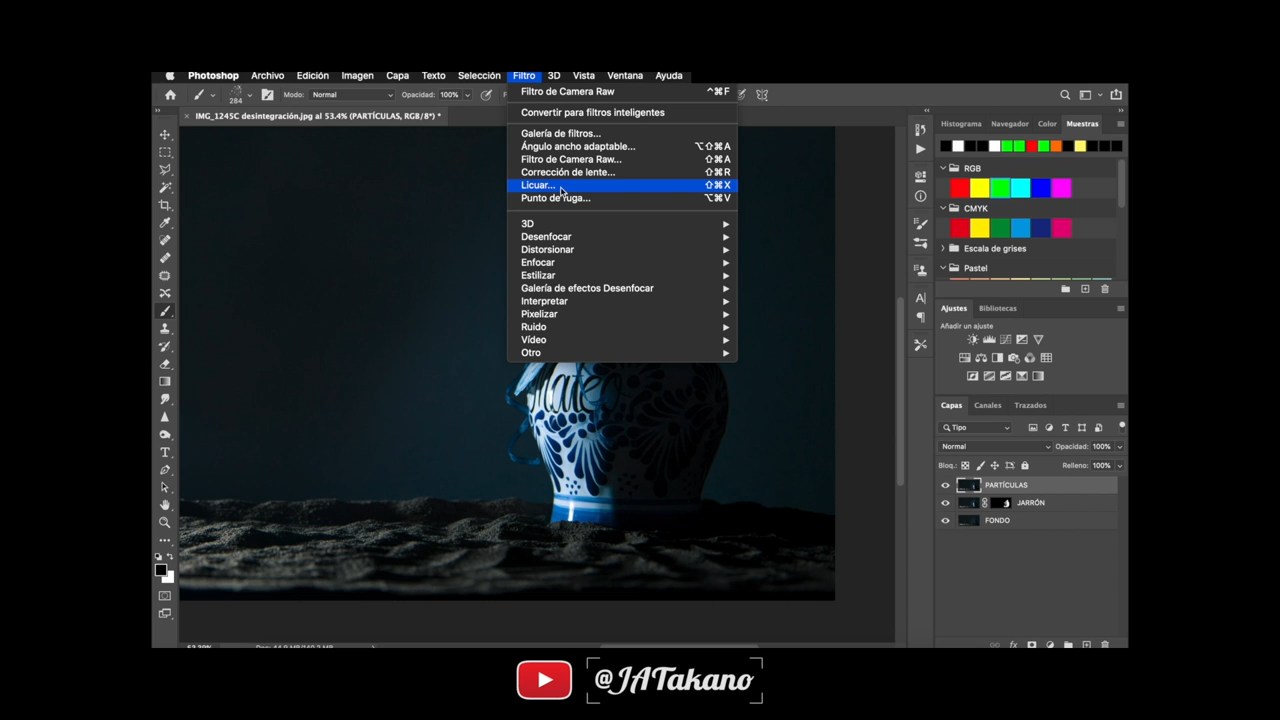 Photoshop Archivo Edición Imagen Capa Texto Selección Filtro 3D Vista Ventana Ayuda
284 Modo: Normal Opacidad: 100%
IMG_1245C desintegración.jpg al 53.4% (PARTÍCULAS, RGB/8*) *
Filtro de Camera Raw ^⌘F
Convertir para filtros inteligentes
Galería de filtros...
Ángulo ancho adaptable... ⌥⇧⌘A
Filtro de Camera Raw... ⇧⌘A
Corrección de lente... ⇧⌘R
Licuar... ⇧⌘X
Punto de fuga... ⌥⌘V
3D
Desenfocar
Distorsionar
Enfocar
Estilizar
Galería de efectos Desenfocar
Interpretar
Pixelizar
Ruido
Vídeo
Otro
Mateo
Histograma Navegador Color Muestras
RGB
CMYK
Escala de grises
Pastel
Ajustes Bibliotecas
Añadir un ajuste
Capas Canales Trazados
Tipo
Normal Opacidad: 100%
Bloq.: Relleno: 100%
PARTÍCULAS
JARRÓN
FONDO
@JATakano